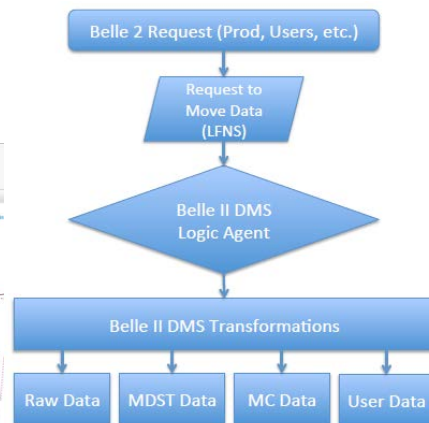 Belle 2 Request (Prod, Users, etc.)
Request to
Move Data
(LFNS)
Belle II DMS
Logic Agent
Belle II DMS Transformations
Raw Data
MDST Data
MC Data
User Data